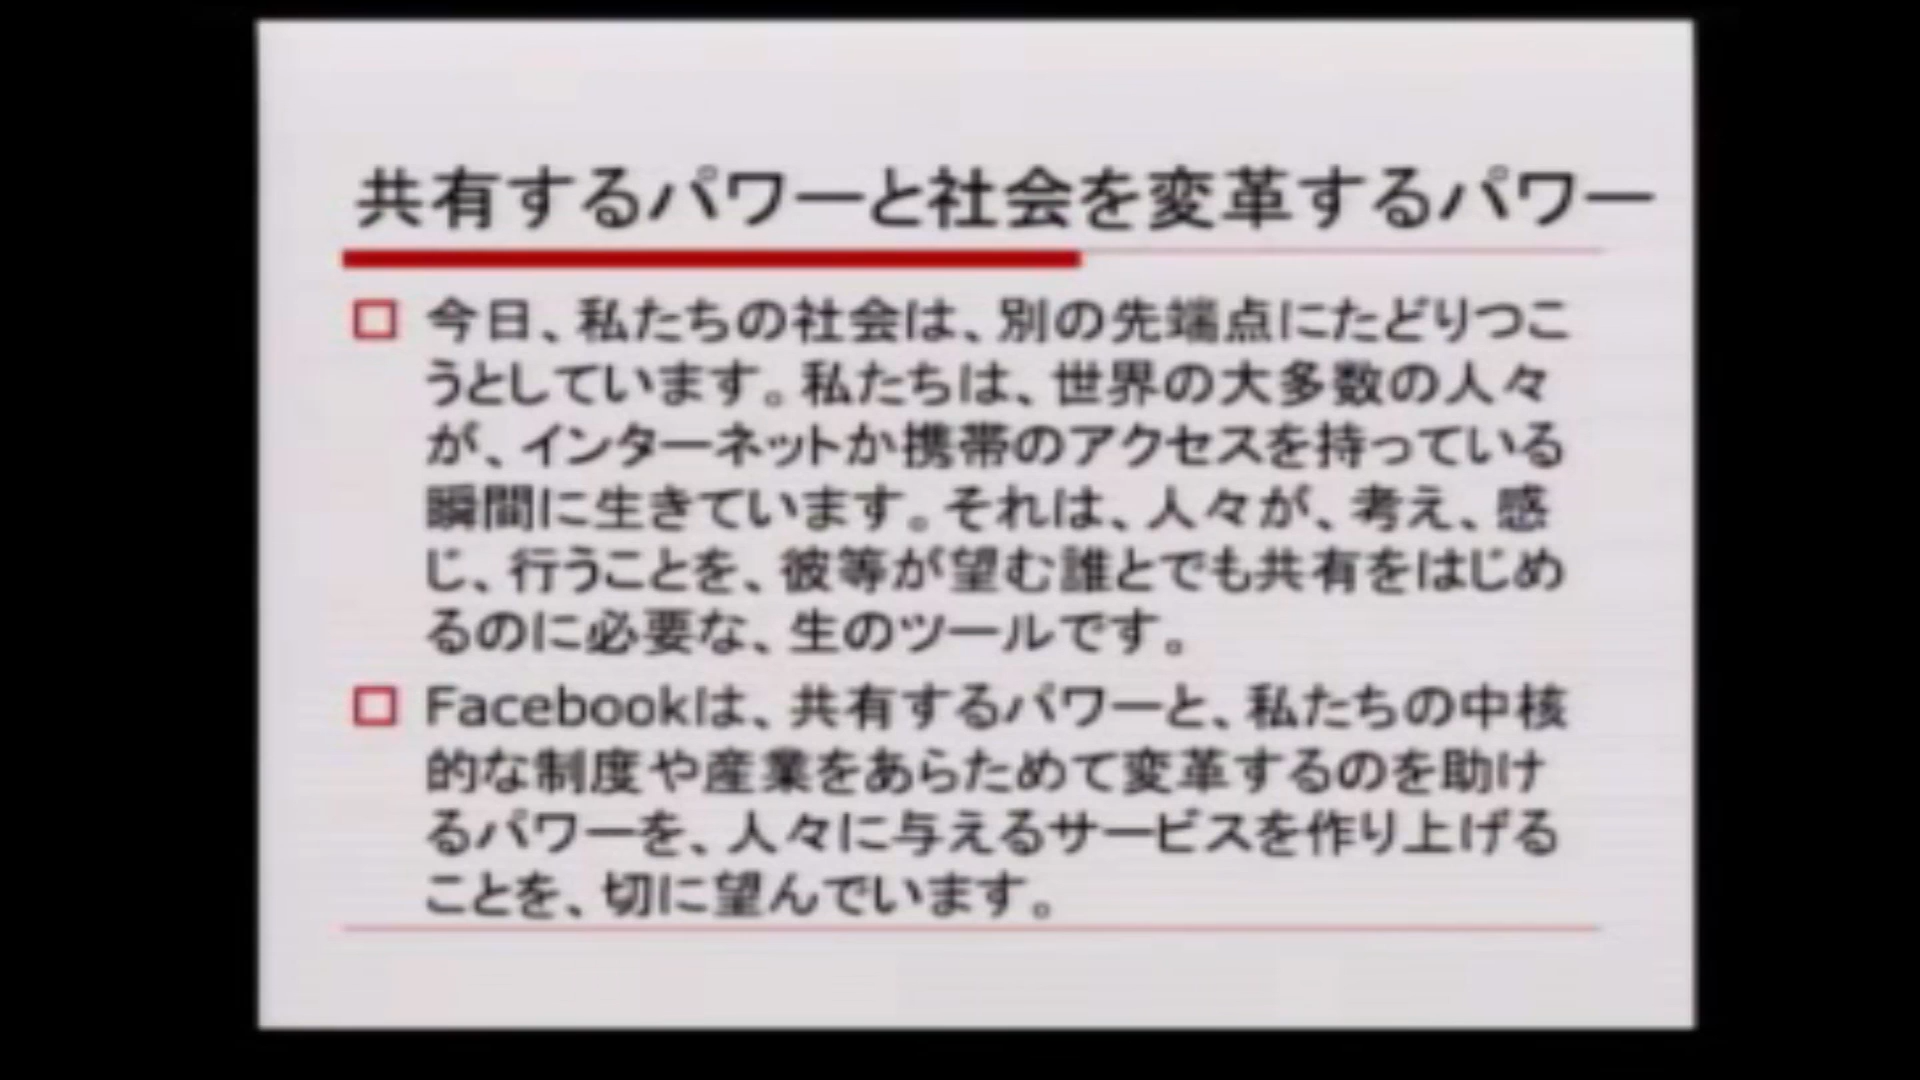 共有するパワーと社会を変革するパワー
今日、私たちの社会は、別の先端点にたどりつこ
うとしています。私たちは、世界の大多数の人々
が、インターネットか携帯のアクセスを持っている
瞬間に生きています。それは、人々が、考え、感
じ、行うことを、彼等が望む誰とでも共有をはじめ
るのに必要な、生のツールです。
Facebookは、共有するパワーと、私たちの中核
的な制度や産業をあらためて変革するのを助け
るパワーを、人々に与えるサービスを作り上げる
ことを、切に望んでいます。